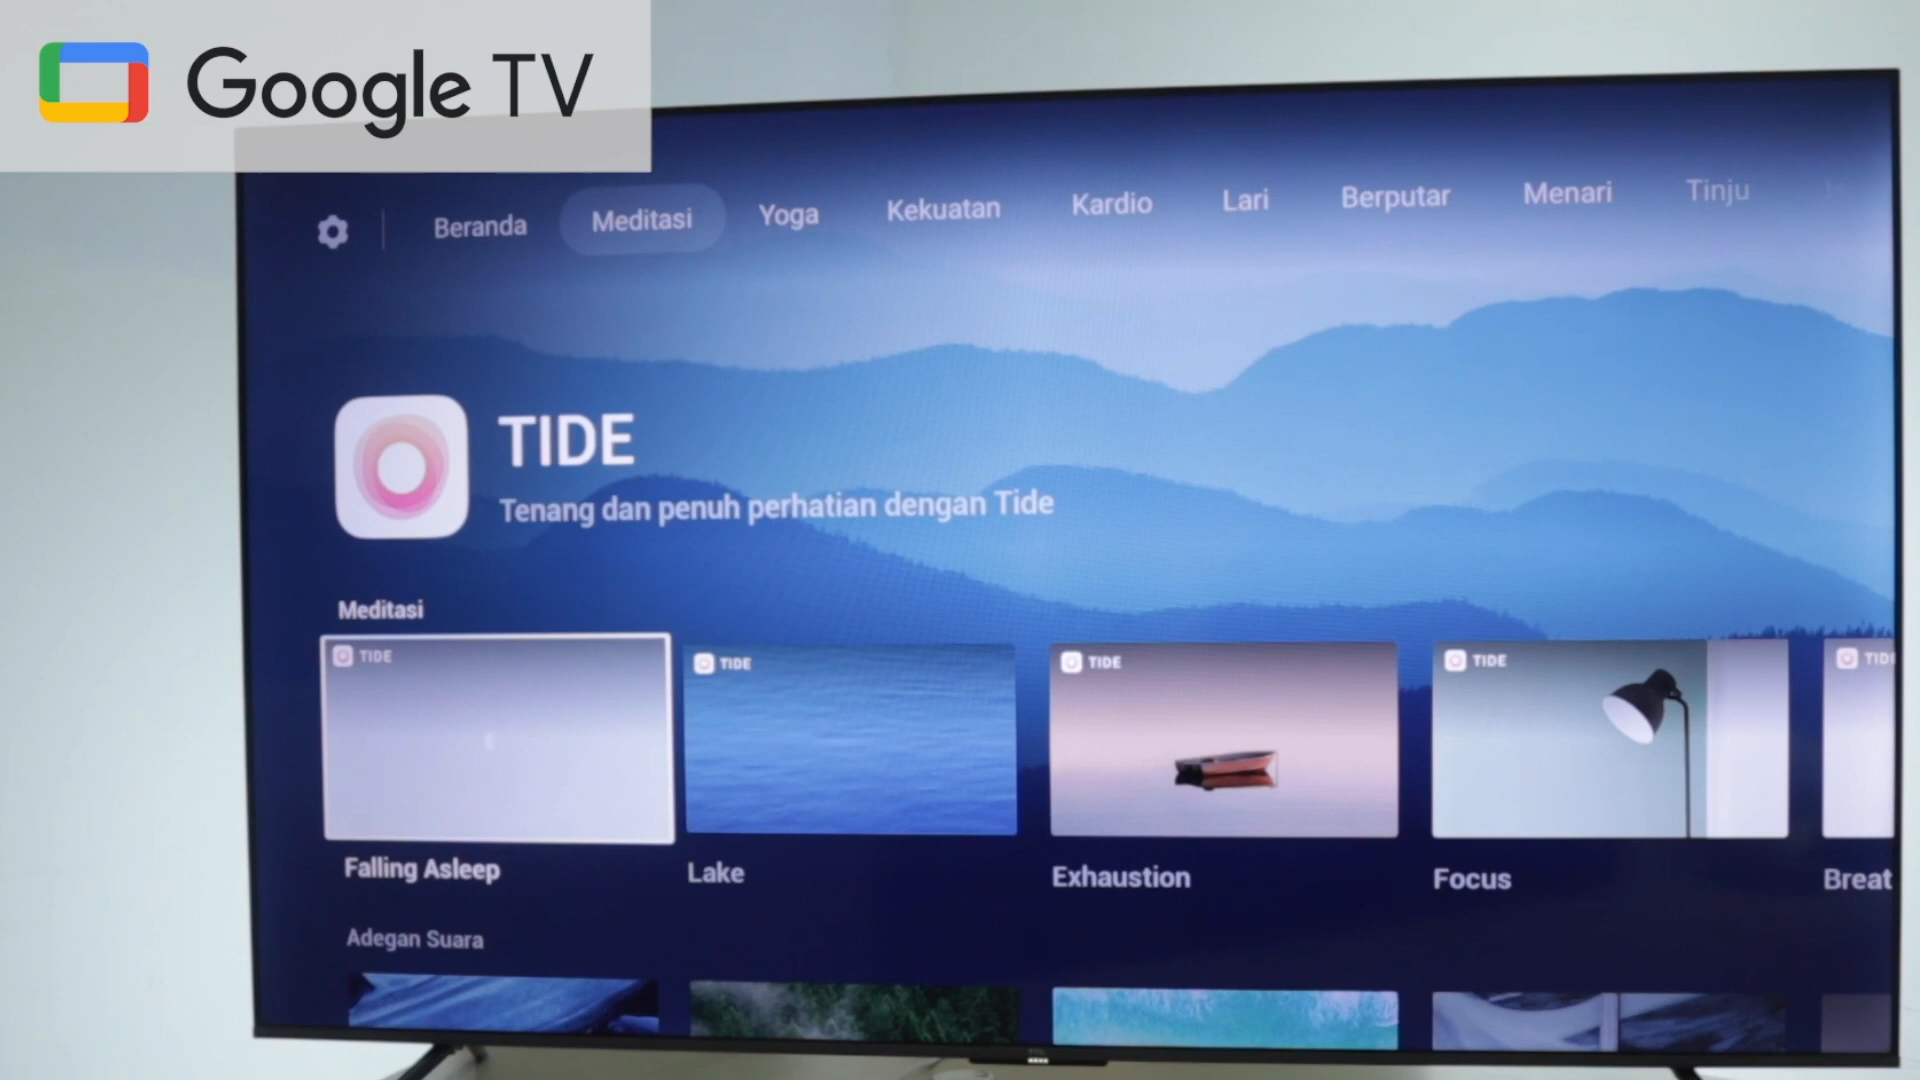 Google TV
Beranda Meditasi Yoga Kekuatan Kardio Lari Berputar Menari Tinju
TIDE
Tenang dan penuh perhatian dengan Tide
Meditasi
TIDE TIDE TIDE TIDE
Falling Asleep Lake Exhaustion Focus Breat
Adegan Suara